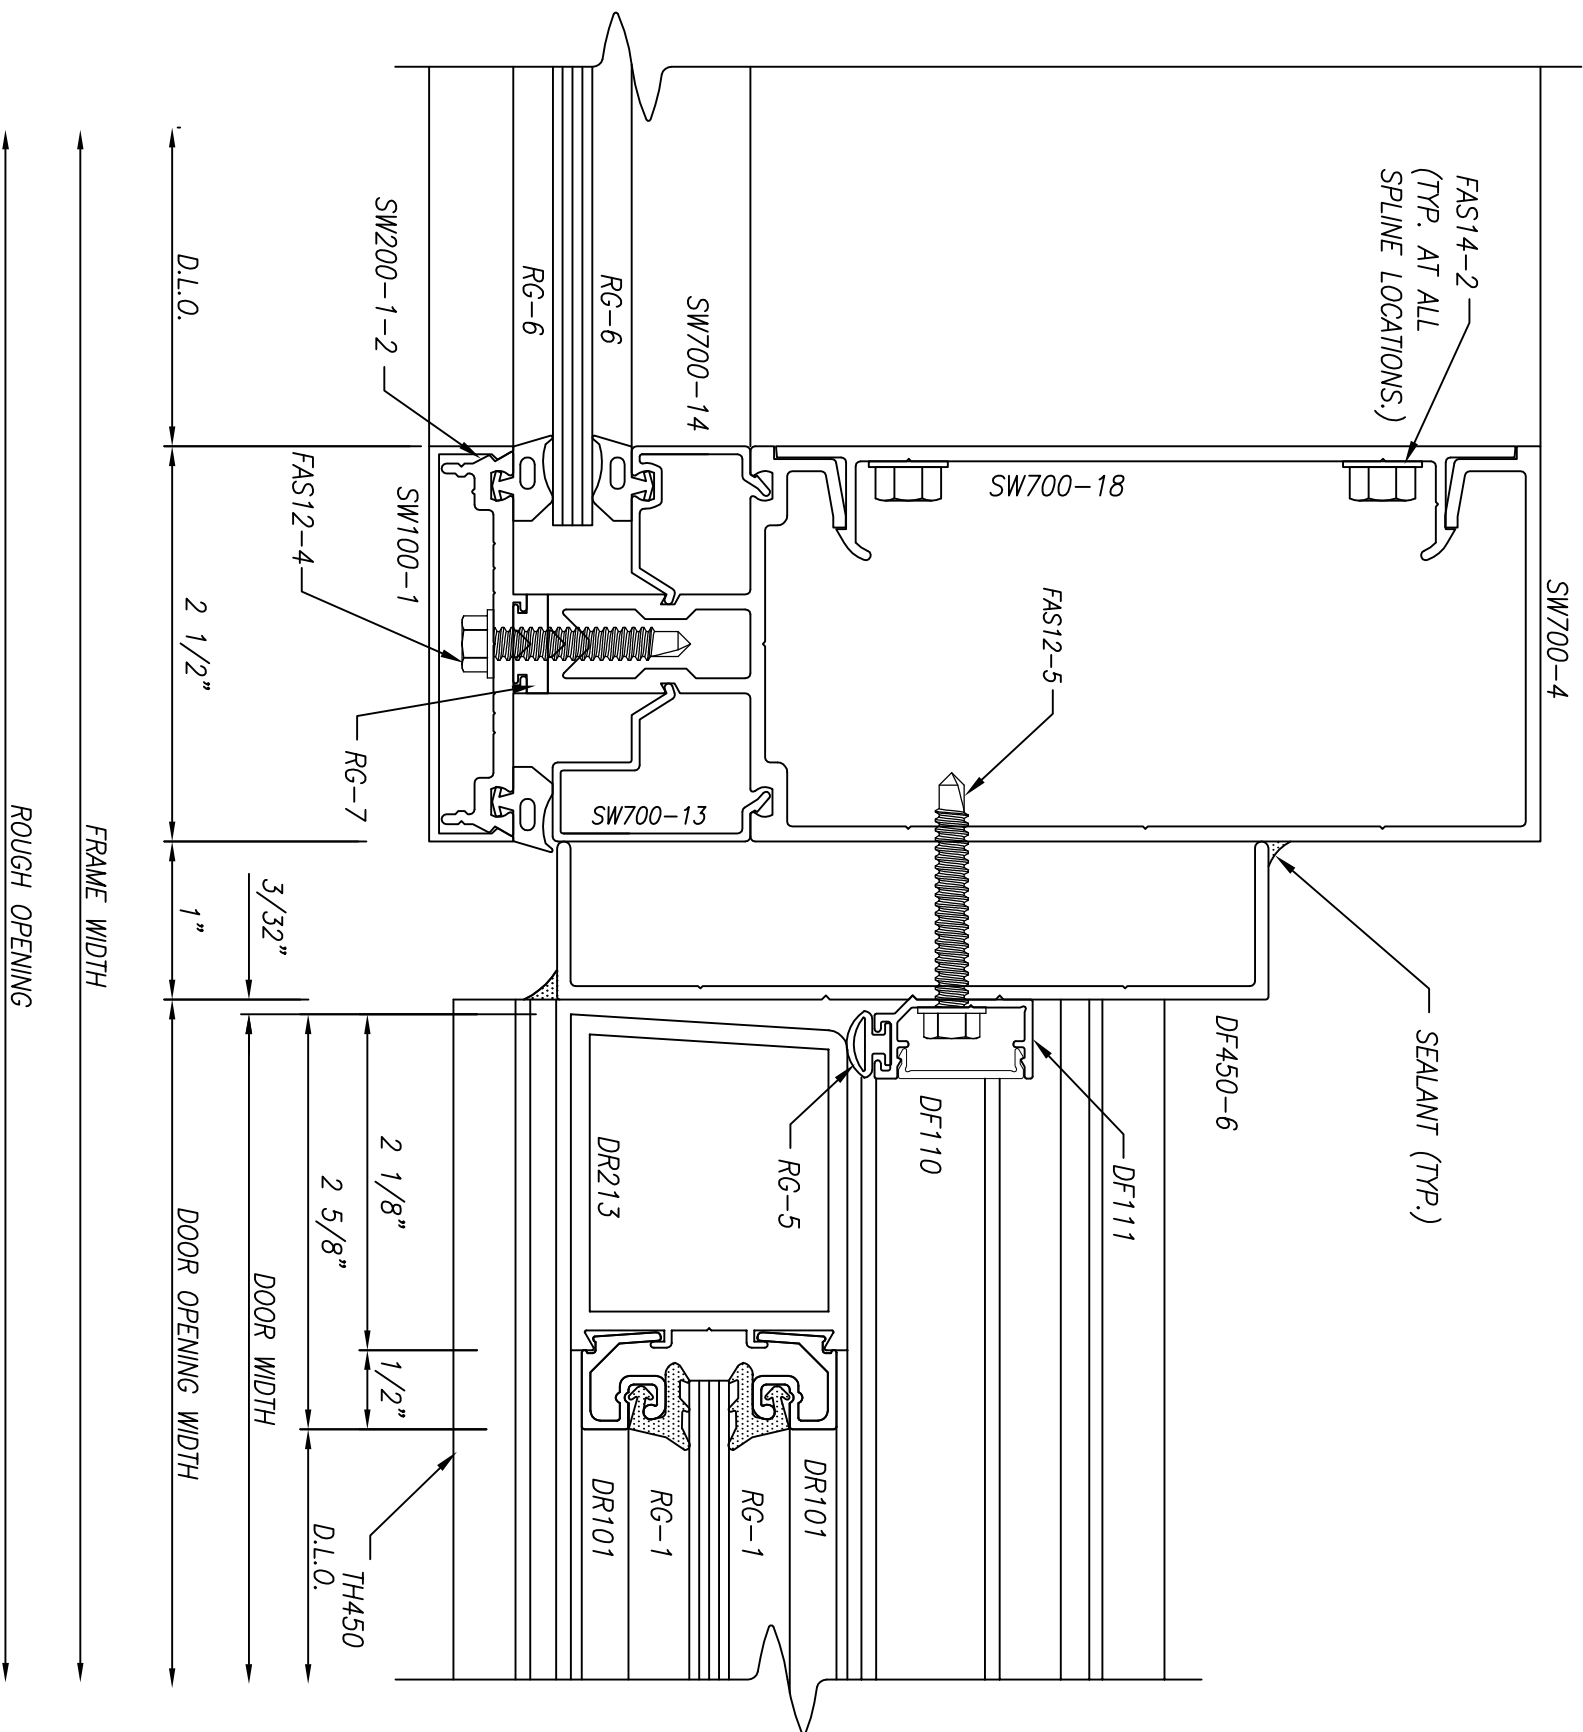 FAS14-2
(TYP. AT ALL
SPLINE LOCATIONS.)
SW700-4
SW700-18
FAS12-5
SW700-14
RG-6
RG-6
SW200-1-2
SW100-1
FAS12-4
RG-7
SW700-13
SEALANT (TYP.)
DF450-6
DF111
DF110
RG-5
DR213
DR101
RG-1
RG-1
DR101
TH450
D.L.O.
2 1/2"
1"
3/32"
2 1/8"
1/2"
2 5/8"
D.L.O.
DOOR WIDTH
DOOR OPENING WIDTH
FRAME WIDTH
ROUGH OPENING